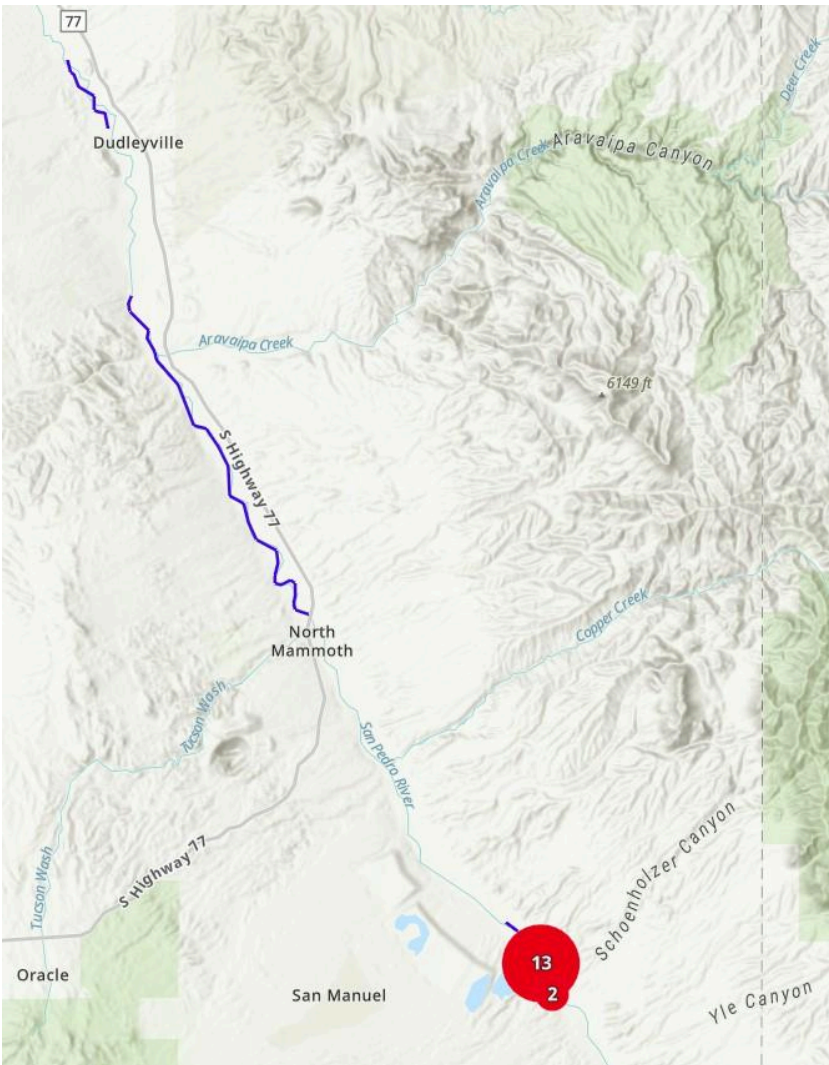 77
Dudleyville
Deer Creek
Aravaipa Creek
Aravaipa Canyon
Aravaipa Creek
6149 ft
S Highway 77
North
Mammoth
Copper Creek
Tucson Wash
San Pedro River
S Highway 77
Tucson Wash
Schoenholzer Canyon
13
2
Oracle
San Manuel
Yle Canyon